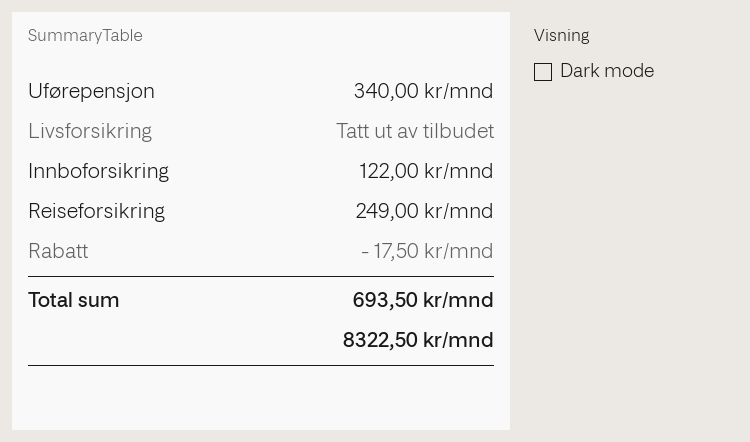 SummaryTable
Uførepensjon 340,00 kr/mnd
Livsforsikring Tatt ut av tilbudet
Innboforsikring 122,00 kr/mnd
Reiseforsikring 249,00 kr/mnd
Rabatt - 17,50 kr/mnd
Total sum 693,50 kr/mnd
8322,50 kr/mnd
Visning
Dark mode